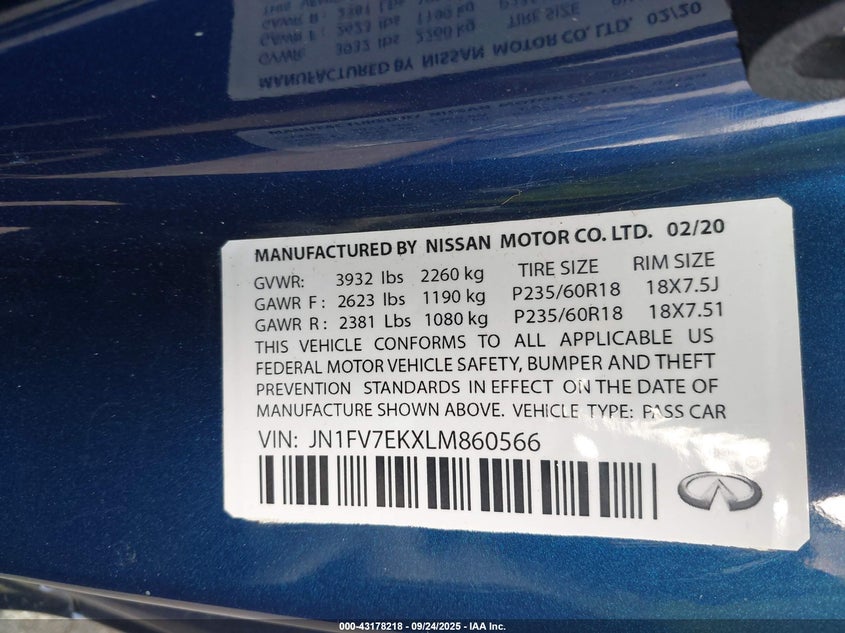 MANUFACTURED BY NISSAN MOTOR CO. LTD. 02/20
GVWR: 3932 lbs 2260 kg TIRE SIZE RIM SIZE
GAWR F: 2623 lbs 1190 kg P235/60R18 18X7.5J
GAWR R: 2381 Lbs 1080 kg P235/60R18 18X7.51
THIS VEHICLE CONFORMS TO ALL APPLICABLE US
FEDERAL MOTOR VEHICLE SAFETY, BUMPER AND THEFT
PREVENTION STANDARDS IN EFFECT ON THE DATE OF
MANUFACTURE SHOWN ABOVE. VEHICLE TYPE: PASS CAR
VIN: JN1FV7EKXLM860566
000-43178218 - 09/24/2025 - IAA Inc.